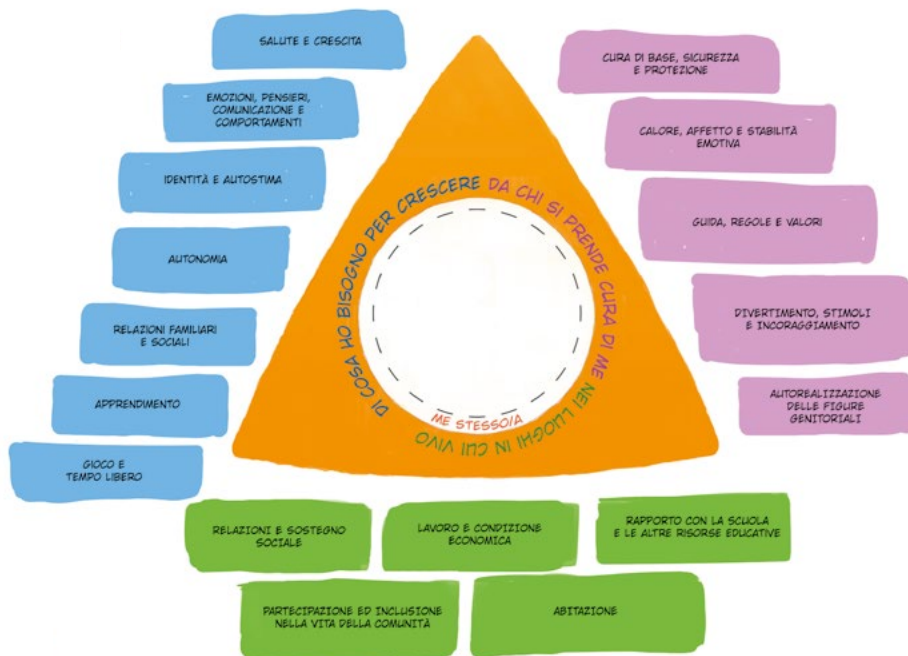 SALUTE E CRESCITA
EMOZIONI, PENSIERI,
COMUNICAZIONE E
COMPORTAMENTI
IDENTITÀ E AUTOSTIMA
AUTONOMIA
RELAZIONI FAMILIARI
E SOCIALI
APPRENDIMENTO
GIOCO E
TEMPO LIBERO
DI COSA HO BISOGNO PER CRESCERE
DA CHI SI PRENDE CURA DI ME
NEI LUOGHI IN CUI VIVO
ME STESSO/A
CURA DI BASE, SICUREZZA
E PROTEZIONE
CALORE, AFFETTO E STABILITÀ
EMOTIVA
GUIDA, REGOLE E VALORI
DIVERTIMENTO, STIMOLI
E INCORAGGIAMENTO
AUTOREALIZZAZIONE
DELLE FIGURE
GENITORIALI
RELAZIONI E SOSTEGNO
SOCIALE
LAVORO E CONDIZIONE
ECONOMICA
RAPPORTO CON LA SCUOLA
E LE ALTRE RISORSE EDUCATIVE
PARTECIPAZIONE ED INCLUSIONE
NELLA VITA DELLA COMUNITÀ
ABITAZIONE